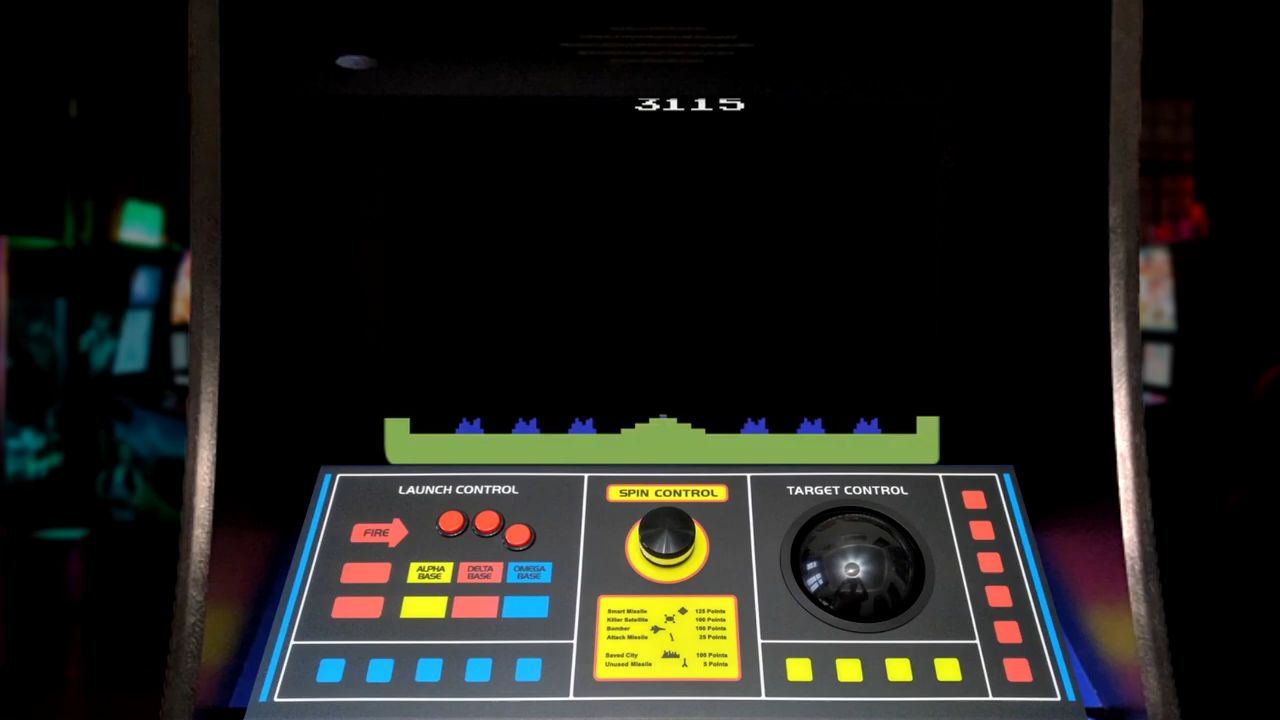 3115
LAUNCH CONTROL
SPIN CONTROL
TARGET CONTROL
FIRE
ALPHA BASE
DELTA BASE
OMEGA BASE
Smart Missile 125 Points
Killer Satellite 100 Points
Bomber 100 Points
Attack Missile 25 Points
Saved City 100 Points
Unused Missile 5 Points